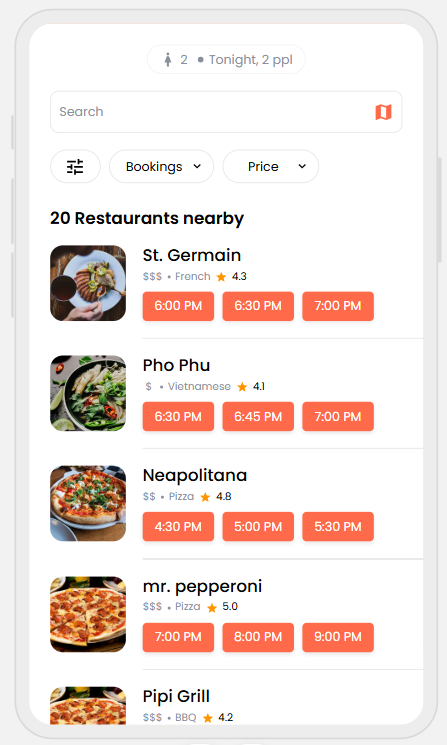 2 • Tonight, 2 ppl
Search
Bookings Price
20 Restaurants nearby
St. Germain
$$$ • French 4.3
6:00 PM 6:30 PM 7:00 PM
Pho Phu
$ • Vietnamese 4.1
6:30 PM 6:45 PM 7:00 PM
Neapolitana
$$ • Pizza 4.8
4:30 PM 5:00 PM 5:30 PM
mr. pepperoni
$$$ • Pizza 5.0
7:00 PM 8:00 PM 9:00 PM
Pipi Grill
$$$ • BBQ 4.2